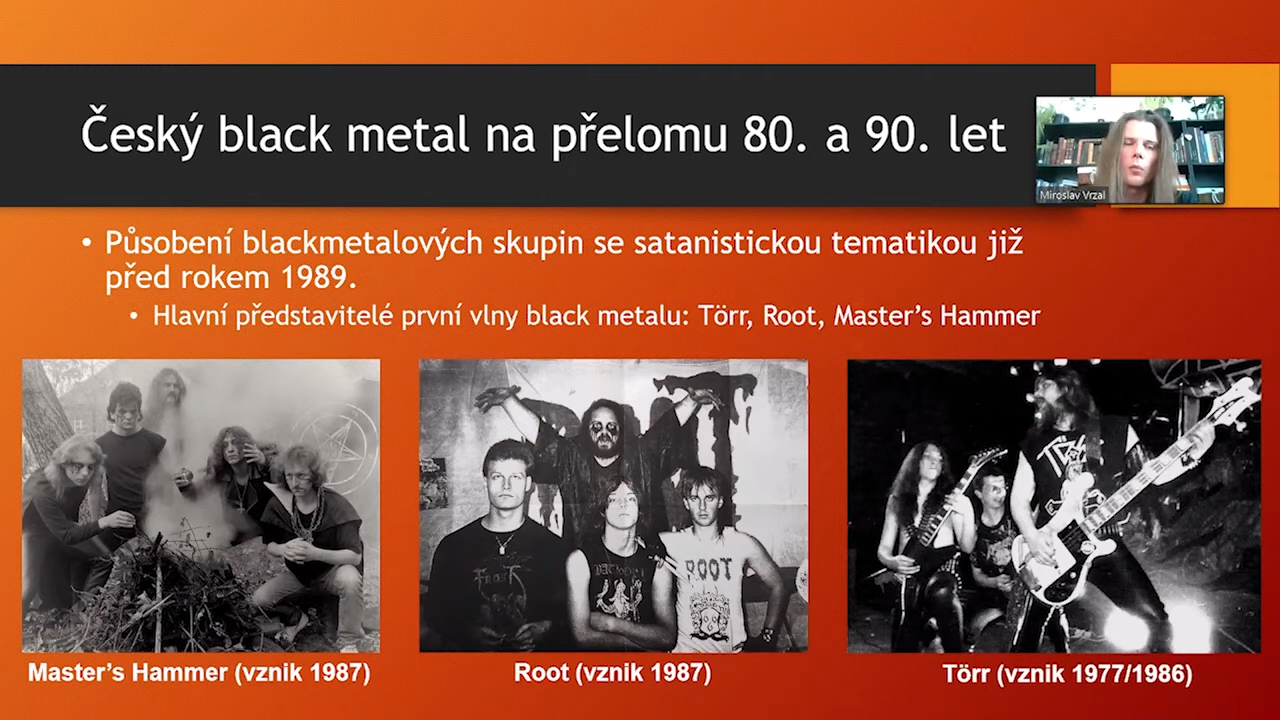 Český black metal na přelomu 80. a 90. let
Miroslav Vrzal
• Působení blackmetalových skupin se satanistickou tematikou již
před rokem 1989.
• Hlavní představitelé první vlny black metalu: Törr, Root, Master's Hammer
ROOT
Master's Hammer (vznik 1987)
Root (vznik 1987)
Törr (vznik 1977/1986)